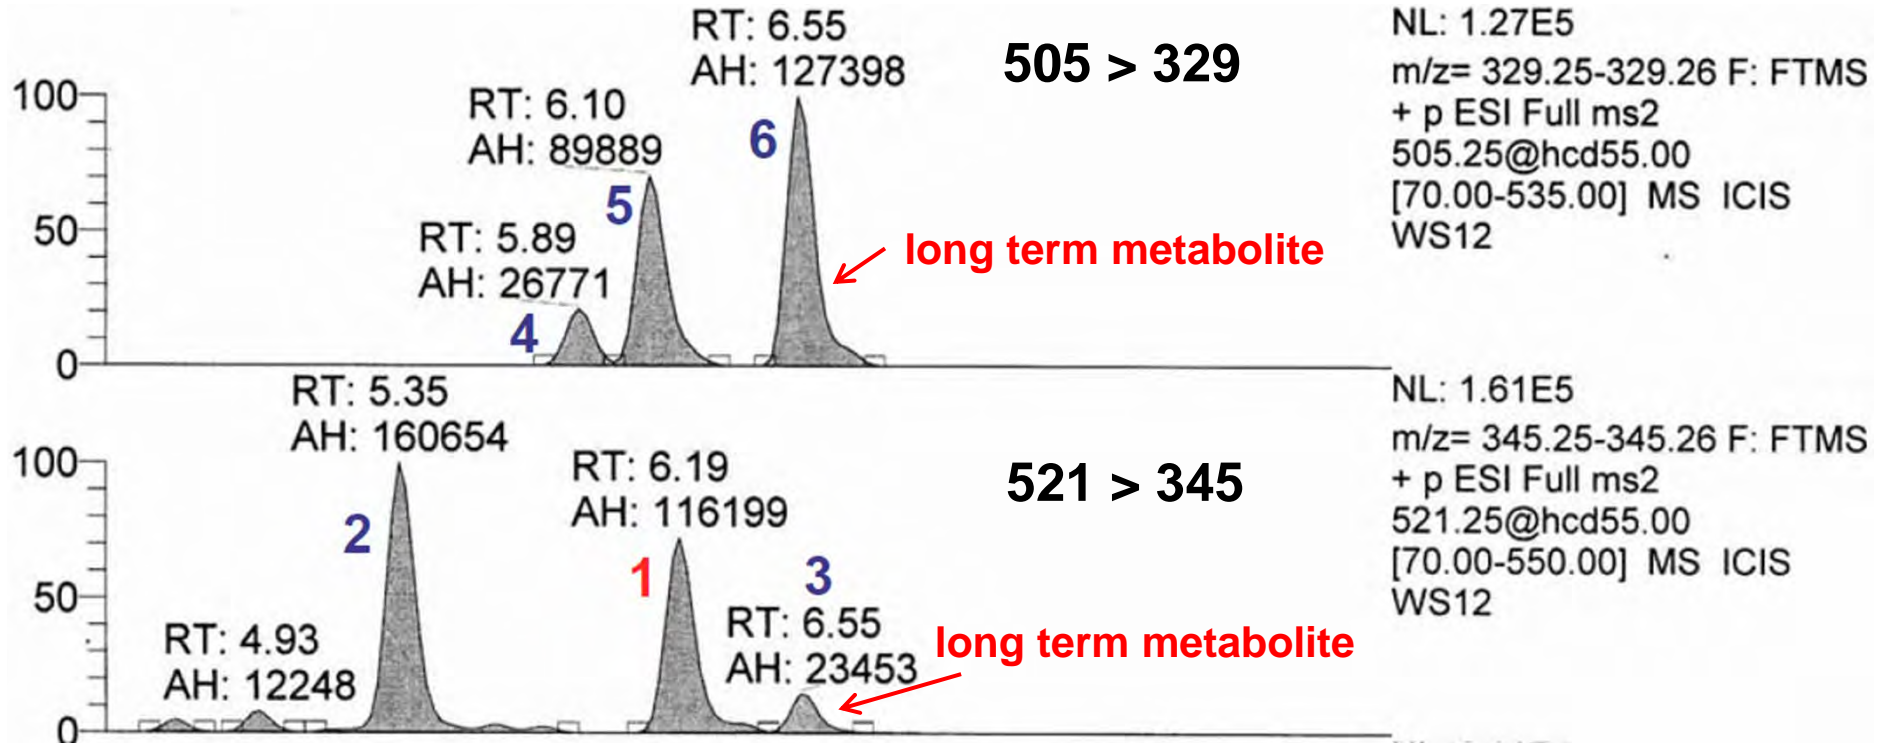 RT: 6.55
AH: 127398
505 > 329
NL: 1.27E5
m/z= 329.25-329.26 F: FTMS
+ p ESI Full ms2
505.25@hcd55.00
[70.00-535.00] MS ICIS
WS12
100
50
0
RT: 6.10
AH: 89889
6
5
RT: 5.89
AH: 26771
4
long term metabolite
RT: 5.35
AH: 160654
521 > 345
NL: 1.61E5
m/z= 345.25-345.26 F: FTMS
+ p ESI Full ms2
521.25@hcd55.00
[70.00-550.00] MS ICIS
WS12
100
50
0
2
RT: 6.19
AH: 116199
1
3
RT: 6.55
AH: 23453
long term metabolite
RT: 4.93
AH: 12248